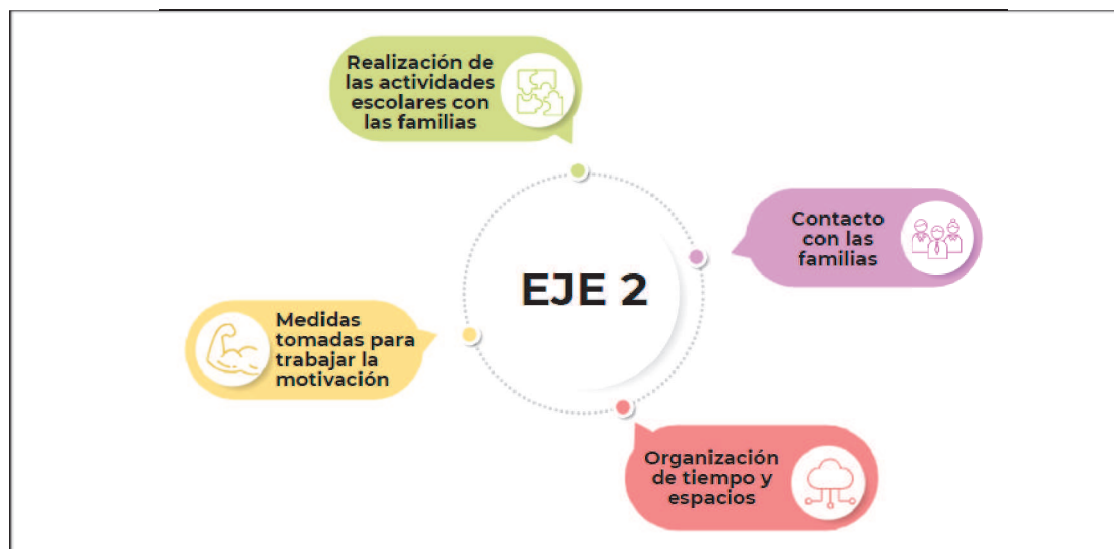 Realización de
las actividades
escolares con
las familias
Contacto
con las
familias
EJE 2
Medidas
tomadas para
trabajar la
motivación
Organización
de tiempo y
espacios